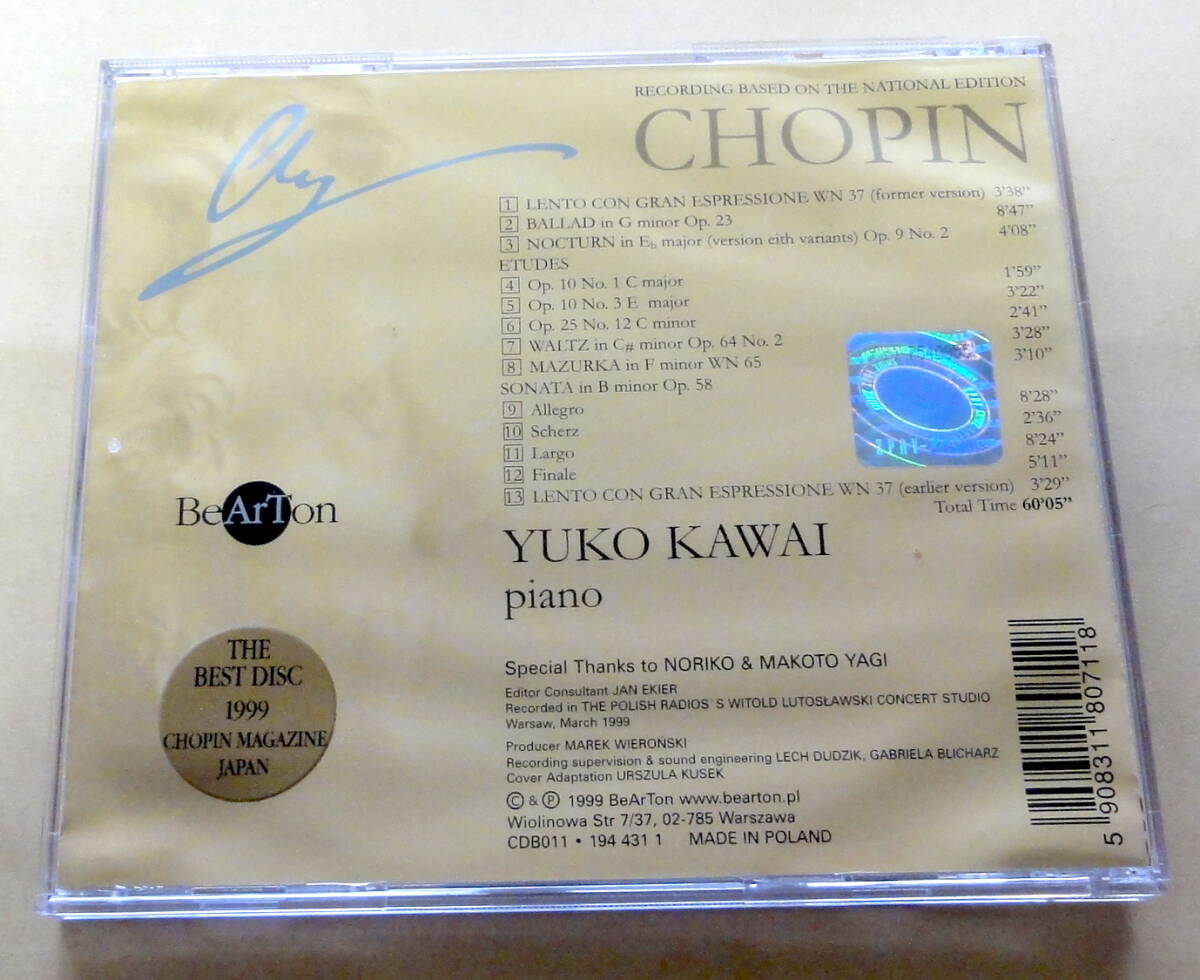 RECORDING BASED ON THE NATIONAL EDITION
CHOPIN
1 LENTO CON GRAN ESPRESSIONE WN 37 (former version) 3'38"
2 BALLAD in G minor Op. 23 8'47"
3 NOCTURN in E♭ major (version eith variants) Op. 9 No. 2 4'08"
ETUDES
4 Op. 10 No. 1 C major 1'59"
5 Op. 10 No. 3 E major 3'22"
6 Op. 25 No. 12 C minor 2'41"
7 WALTZ in C# minor Op. 64 No. 2 3'28"
8 MAZURKA in F minor WN 65 3'10"
SONATA in B minor Op. 58
9 Allegro 8'28"
10 Scherz 2'36"
11 Largo 8'24"
12 Finale 5'11"
13 LENTO CON GRAN ESPRESSIONE WN 37 (earlier version) 3'29"
Total Time 60'05"
BeArTon
YUKO KAWAI
piano
THE
BEST DISC
1999
CHOPIN MAGAZINE
JAPAN
Special Thanks to NORIKO & MAKOTO YAGI
Editor Consultant JAN EKIER
Recorded in THE POLISH RADIOS`S WITOLD LUTOSŁAWSKI CONCERT STUDIO
Warsaw, March 1999
Producer MAREK WIEROŃSKI
Recording supervision & sound engineering LECH DUDZIK, GABRIELA BLICHARZ
Cover Adaptation URSZULA KUSEK
© & ℗ 1999 BeArTon www.bearton.pl
Wiolinowa Str 7/37, 02-785 Warszawa
CDB011 • 194 431 1 MADE IN POLAND
5 908311 807118